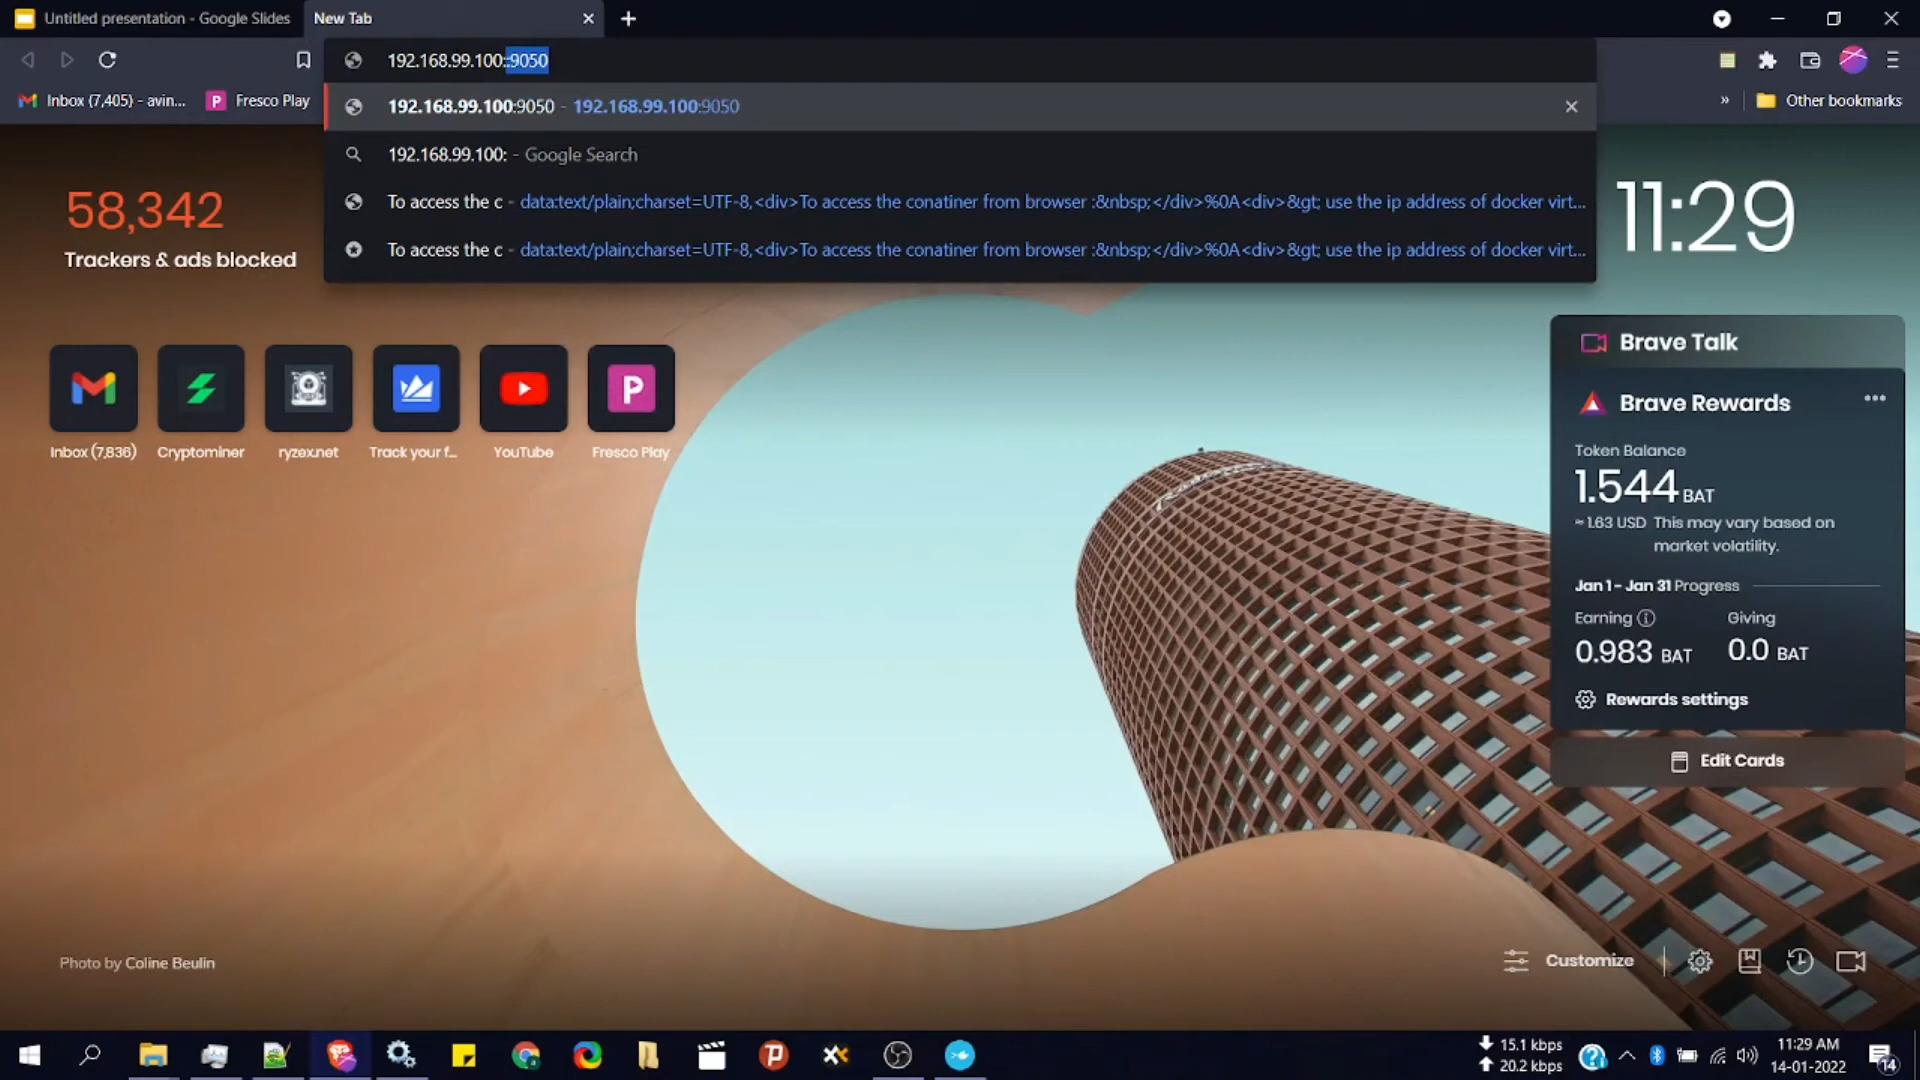 Untitled presentation - Google Slides
New Tab
192.168.99.100::9050
Inbox (7,405) - avin...
Fresco Play
192.168.99.100:9050 - 192.168.99.100:9050
»
Other bookmarks
192.168.99.100: - Google Search
To access the c - data:text/plain;charset=UTF-8,<div>To access the conatiner from browser :&nbsp;</div>%0A<div>&gt; use the ip address of docker virt...
To access the c - data:text/plain;charset=UTF-8,<div>To access the conatiner from browser :&nbsp;</div>%0A<div>&gt; use the ip address of docker virt...
58,342
Trackers & ads blocked
11:29
Inbox (7,836)
Cryptominer
ryzex.net
Track your f...
YouTube
Fresco Play
Brave Talk
Brave Rewards
Token Balance
1.544 BAT
≈ 1.63 USD This may vary based on
market volatility.
Jan 1 - Jan 31 Progress
Earning
Giving
0.983 BAT
0.0 BAT
Rewards settings
Edit Cards
Photo by Coline Beulin
Customize
15.1 kbps
20.2 kbps
11:29 AM
14-01-2022
14